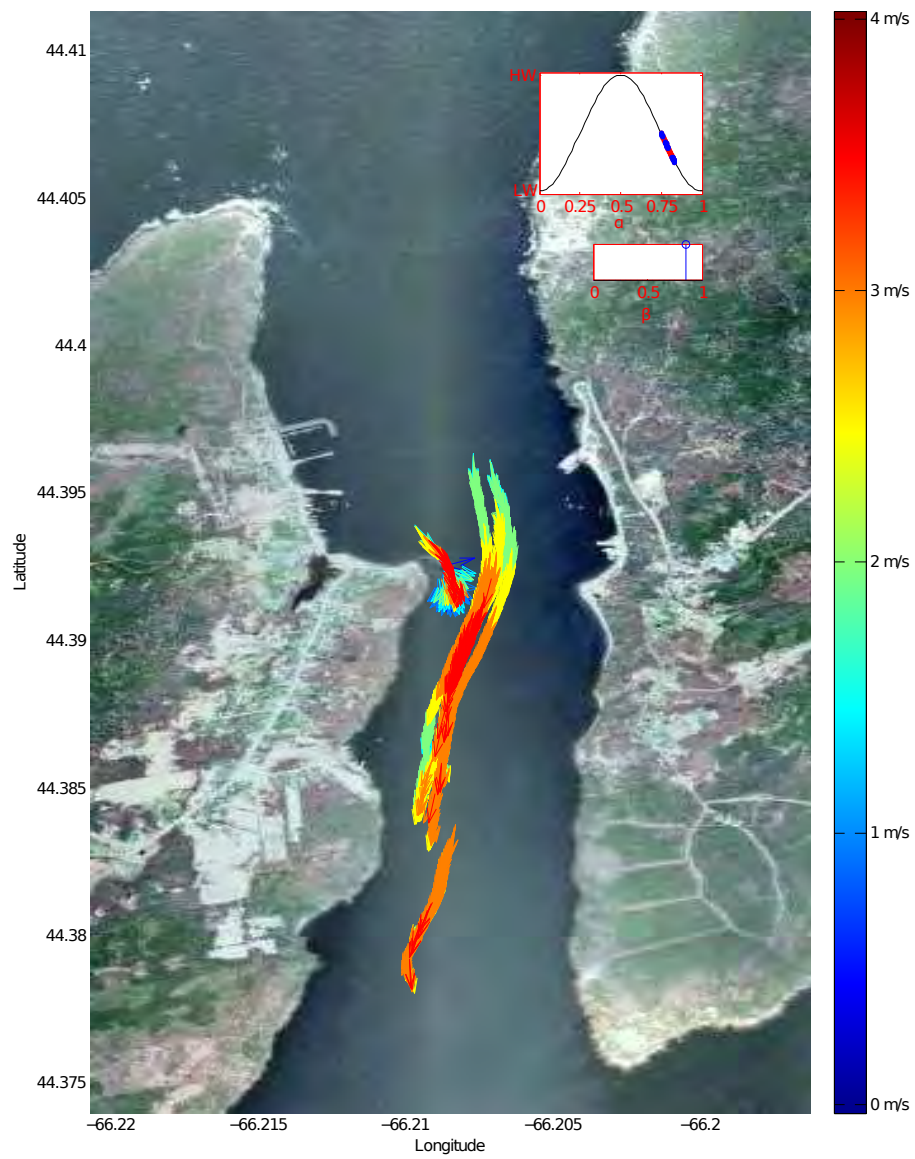 4 m/s
3 m/s
2 m/s
1 m/s
0 m/s
HW
LW
0 0.25 0.5 0.75 1
α
0 0.5 1
β
44.41
44.405
44.4
44.395
44.39
44.385
44.38
44.375
Latitude
−66.22 −66.215 −66.21 −66.205 −66.2
Longitude